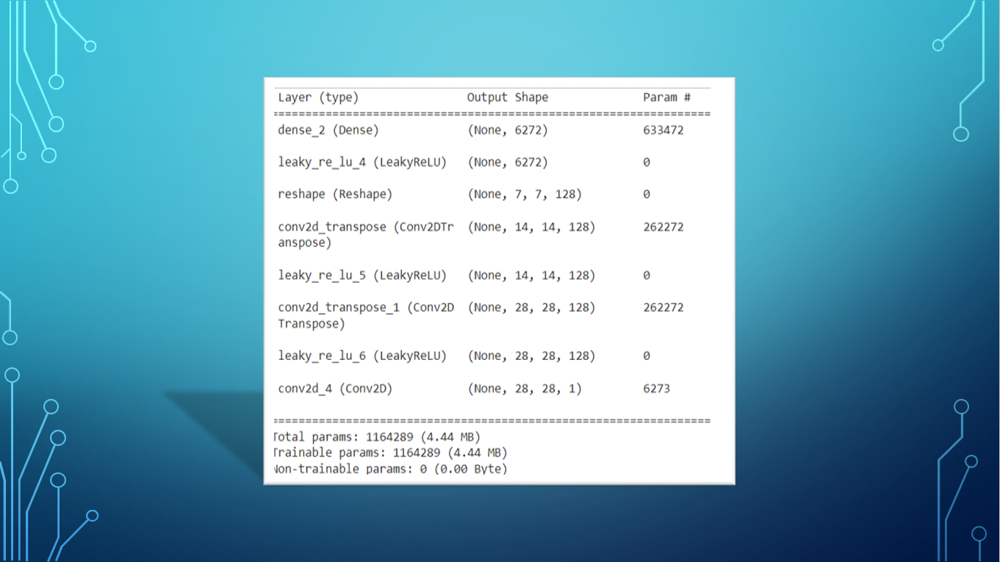 Layer (type) Output Shape Param #
=================================================================
dense_2 (Dense) (None, 6272) 633472
leaky_re_lu_4 (LeakyReLU) (None, 6272) 0
reshape (Reshape) (None, 7, 7, 128) 0
conv2d_transpose (Conv2DTr (None, 14, 14, 128) 262272
anspose)
leaky_re_lu_5 (LeakyReLU) (None, 14, 14, 128) 0
conv2d_transpose_1 (Conv2D (None, 28, 28, 128) 262272
Transpose)
leaky_re_lu_6 (LeakyReLU) (None, 28, 28, 128) 0
conv2d_4 (Conv2D) (None, 28, 28, 1) 6273
=================================================================
Total params: 1164289 (4.44 MB)
Trainable params: 1164289 (4.44 MB)
Non-trainable params: 0 (0.00 Byte)